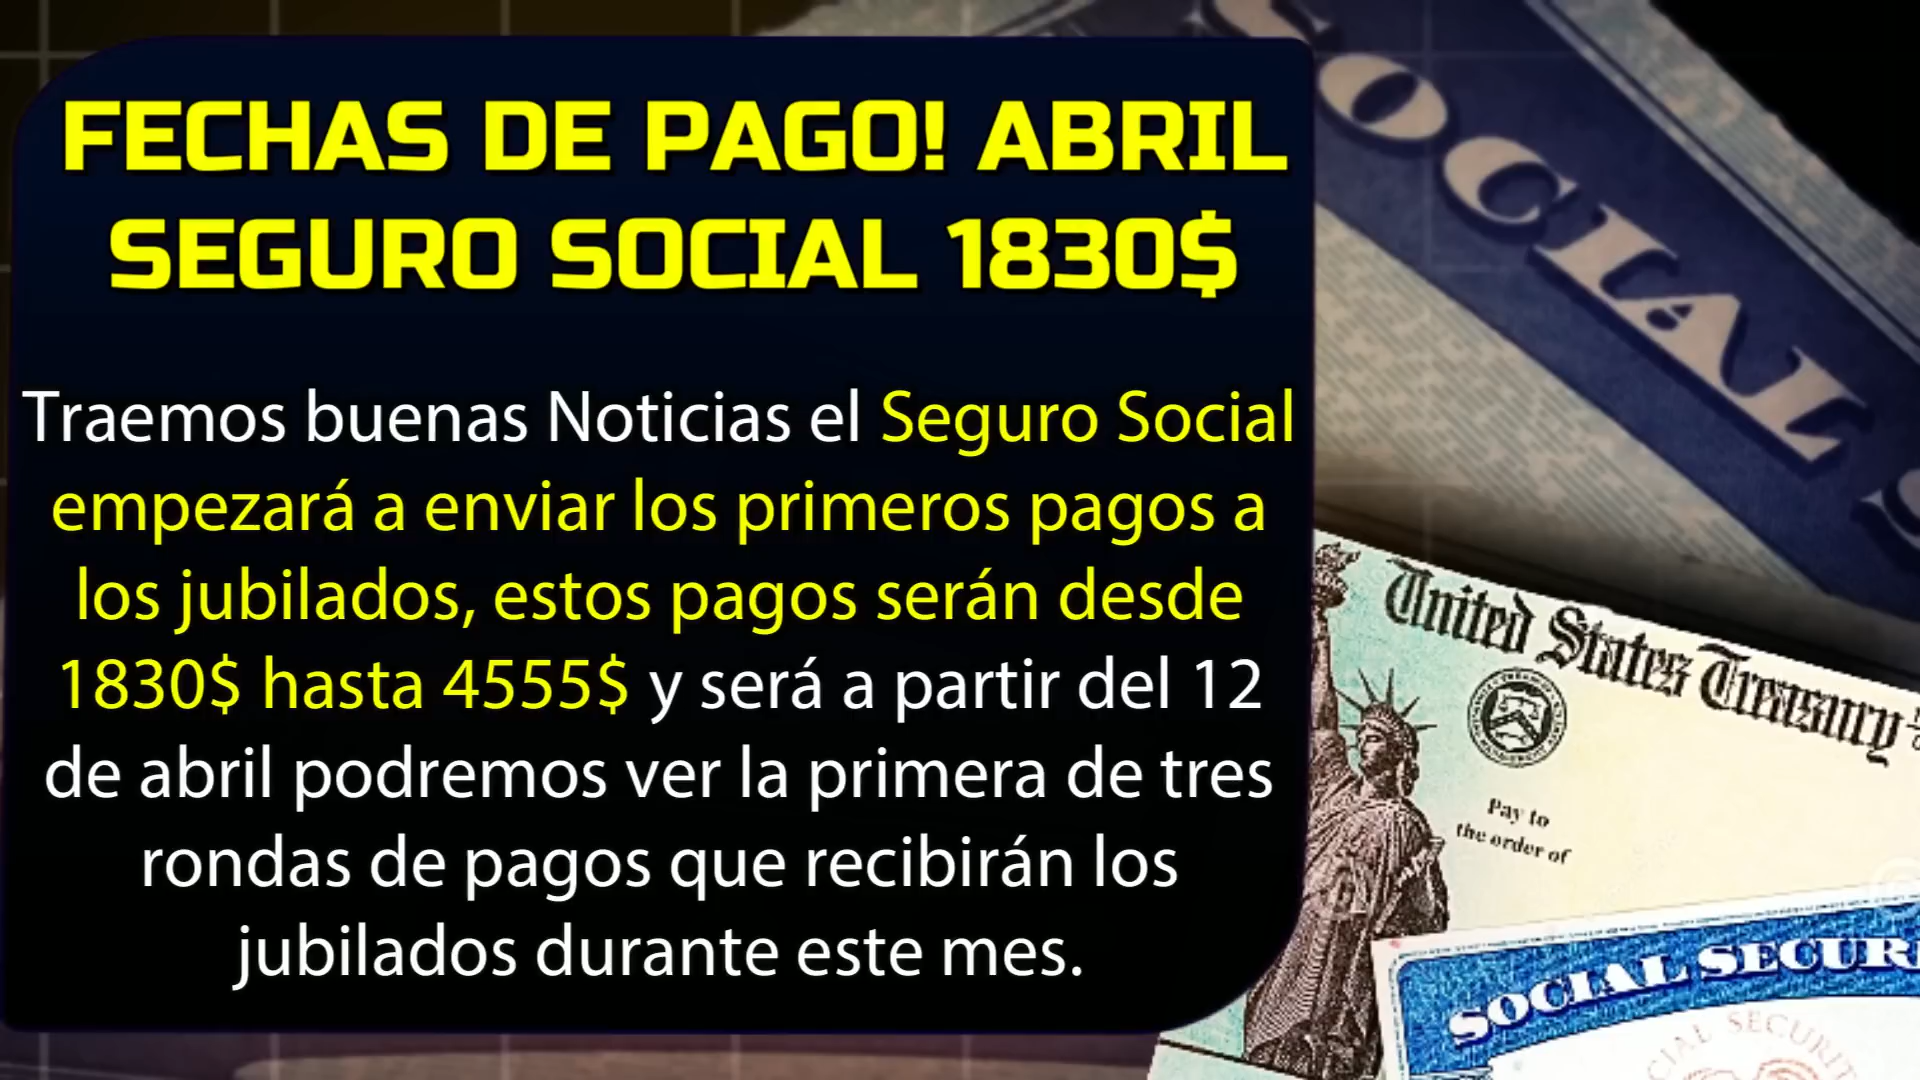 FECHAS DE PAGO! ABRIL
SEGURO SOCIAL 1830$
Traemos buenas Noticias el Seguro Social
empezará a enviar los primeros pagos a
los jubilados, estos pagos serán desde
1830$ hasta 4555$ y será a partir del 12
de abril podremos ver la primera de tres
rondas de pagos que recibirán los
jubilados durante este mes.
SOCIAL S
United States Treasury
Pay to
the order of
SOCIAL SECURI